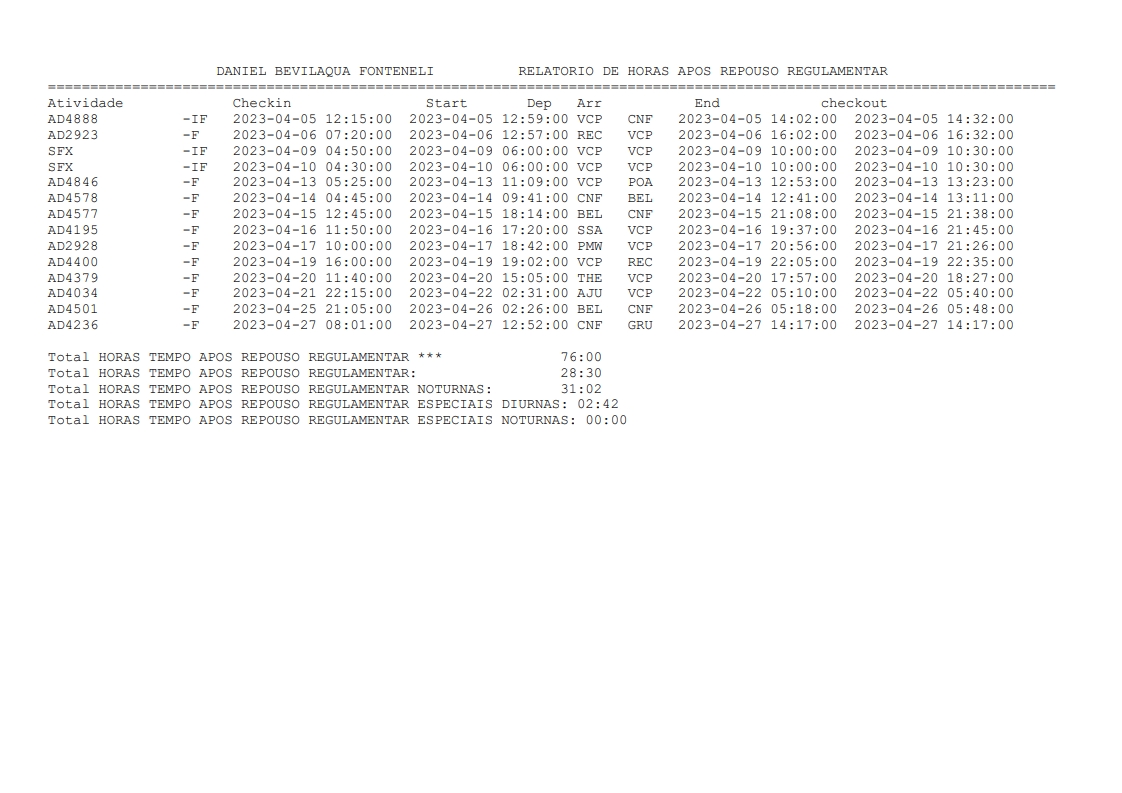 DANIEL BEVILAQUA FONTENELI          RELATORIO DE HORAS APOS REPOUSO REGULAMENTAR
========================================================================================================================
Atividade             Checkin                Start       Dep   Arr           End            checkout
AD4888          -IF   2023-04-05 12:15:00  2023-04-05 12:59:00 VCP   CNF   2023-04-05 14:02:00  2023-04-05 14:32:00
AD2923          -F    2023-04-06 07:20:00  2023-04-06 12:57:00 REC   VCP   2023-04-06 16:02:00  2023-04-06 16:32:00
SFX             -IF   2023-04-09 04:50:00  2023-04-09 06:00:00 VCP   VCP   2023-04-09 10:00:00  2023-04-09 10:30:00
SFX             -IF   2023-04-10 04:30:00  2023-04-10 06:00:00 VCP   VCP   2023-04-10 10:00:00  2023-04-10 10:30:00
AD4846          -F    2023-04-13 05:25:00  2023-04-13 11:09:00 VCP   POA   2023-04-13 12:53:00  2023-04-13 13:23:00
AD4578          -F    2023-04-14 04:45:00  2023-04-14 09:41:00 CNF   BEL   2023-04-14 12:41:00  2023-04-14 13:11:00
AD4577          -F    2023-04-15 12:45:00  2023-04-15 18:14:00 BEL   CNF   2023-04-15 21:08:00  2023-04-15 21:38:00
AD4195          -F    2023-04-16 11:50:00  2023-04-16 17:20:00 SSA   VCP   2023-04-16 19:37:00  2023-04-16 21:45:00
AD2928          -F    2023-04-17 10:00:00  2023-04-17 18:42:00 PMW   VCP   2023-04-17 20:56:00  2023-04-17 21:26:00
AD4400          -F    2023-04-19 16:00:00  2023-04-19 19:02:00 VCP   REC   2023-04-19 22:05:00  2023-04-19 22:35:00
AD4379          -F    2023-04-20 11:40:00  2023-04-20 15:05:00 THE   VCP   2023-04-20 17:57:00  2023-04-20 18:27:00
AD4034          -F    2023-04-21 22:15:00  2023-04-22 02:31:00 AJU   VCP   2023-04-22 05:10:00  2023-04-22 05:40:00
AD4501          -F    2023-04-25 21:05:00  2023-04-26 02:26:00 BEL   CNF   2023-04-26 05:18:00  2023-04-26 05:48:00
AD4236          -F    2023-04-27 08:01:00  2023-04-27 12:52:00 CNF   GRU   2023-04-27 14:17:00  2023-04-27 14:17:00
Total HORAS TEMPO APOS REPOUSO REGULAMENTAR ***              76:00
Total HORAS TEMPO APOS REPOUSO REGULAMENTAR:                 28:30
Total HORAS TEMPO APOS REPOUSO REGULAMENTAR NOTURNAS:        31:02
Total HORAS TEMPO APOS REPOUSO REGULAMENTAR ESPECIAIS DIURNAS: 02:42
Total HORAS TEMPO APOS REPOUSO REGULAMENTAR ESPECIAIS NOTURNAS: 00:00